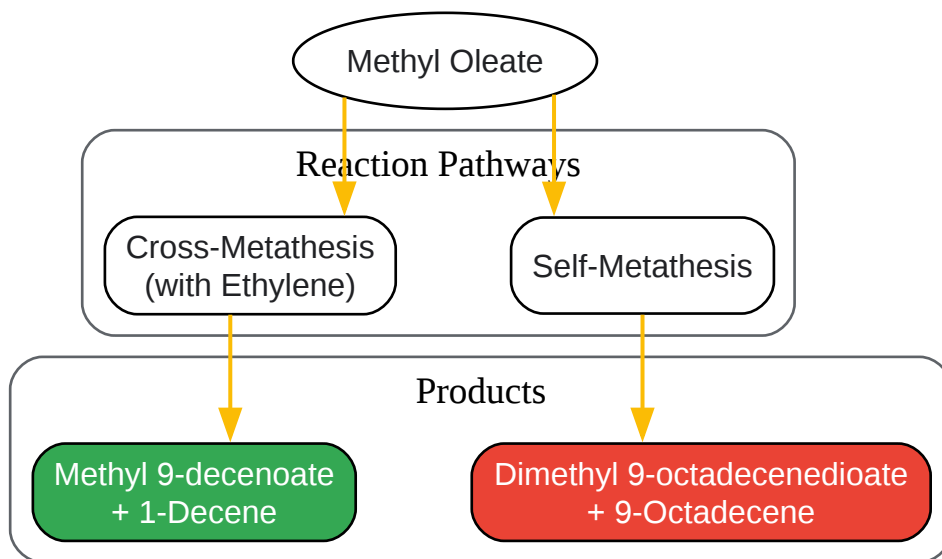 Methyl Oleate
Reaction Pathways
Cross-Metathesis
(with Ethylene)
Self-Metathesis
Products
Methyl 9-decenoate
+ 1-Decene
Dimethyl 9-octadecenedioate
+ 9-Octadecene